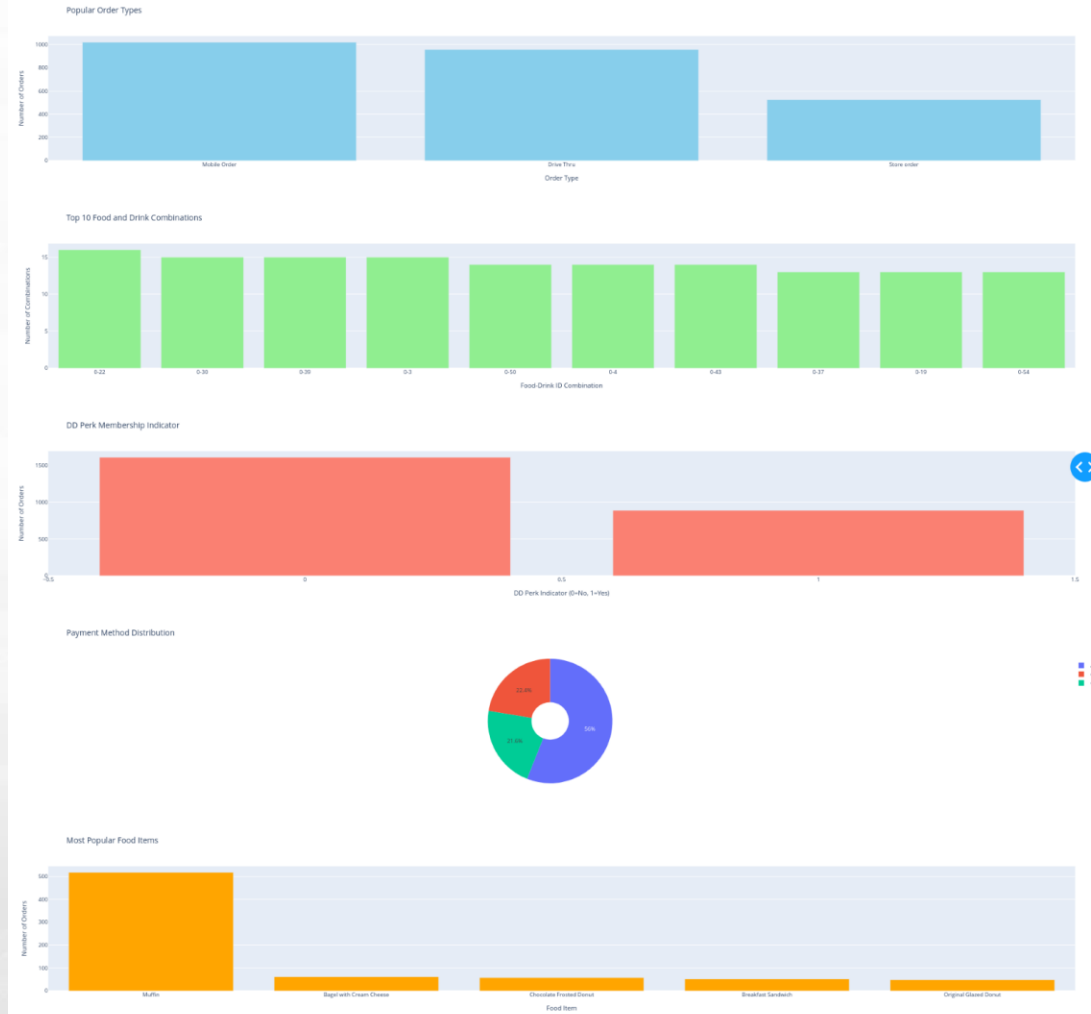 Popular Order Types
Number of Orders
1000
800
600
400
200
0
Mobile Order Drive Thru Store order
Order Type
Top 10 Food and Drink Combinations
Number of Combinations
15
10
5
0
0-22 0-30 0-39 0-3 0-50 0-4 0-43 0-37 0-19 0-54
Food-Drink ID Combination
DD Perk Membership Indicator
Number of Orders
1500
1000
500
0
-0.5 0 0.5 1 1.5
DD Perk Indicator (0=No, 1=Yes)
Payment Method Distribution
22.4%
56%
21.6%
Most Popular Food Items
Number of Orders
500
400
300
200
100
0
Muffin Bagel with Cream Cheese Chocolate Frosted Donut Breakfast Sandwich Original Glazed Donut
Food Item